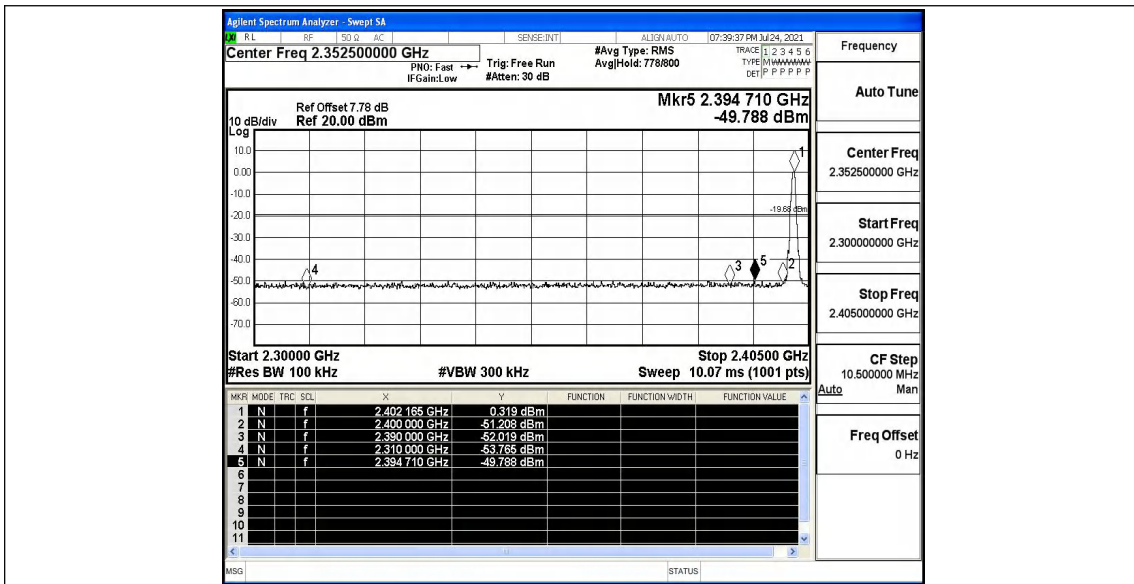 Agilent Spectrum Analyzer - Swept SA
LXI RL RF 50 Ω AC SENSE:INT ALIGN AUTO 07:39:37 PM Jul 24, 2021
Center Freq 2.352500000 GHz
PNO: Fast
IFGain:Low
Trig: Free Run
#Atten: 30 dB
#Avg Type: RMS
Avg|Hold: 778/800
TRACE 1 2 3 4 5 6
TYPE MWWWWW
DET P P P P P P
Ref Offset 7.78 dB
10 dB/div Ref 20.00 dBm
Log
Mkr5 2.394 710 GHz
-49.788 dBm
10.0
0.00
-10.0
-20.0
-30.0
-40.0
-50.0
-60.0
-70.0
1
-19.68 dBm
4
3
5
2
Start 2.30000 GHz Stop 2.40500 GHz
#Res BW 100 kHz #VBW 300 kHz Sweep 10.07 ms (1001 pts)
MKR MODE TRC SCL X Y FUNCTION FUNCTION WIDTH FUNCTION VALUE
1 N f 2.402 165 GHz 0.319 dBm
2 N f 2.400 000 GHz -51.208 dBm
3 N f 2.390 000 GHz -52.019 dBm
4 N f 2.310 000 GHz -53.765 dBm
5 N f 2.394 710 GHz -49.788 dBm
6
7
8
9
10
11
MSG STATUS
Frequency
Auto Tune
Center Freq
2.352500000 GHz
Start Freq
2.300000000 GHz
Stop Freq
2.405000000 GHz
CF Step
10.500000 MHz
Auto Man
Freq Offset
0 Hz